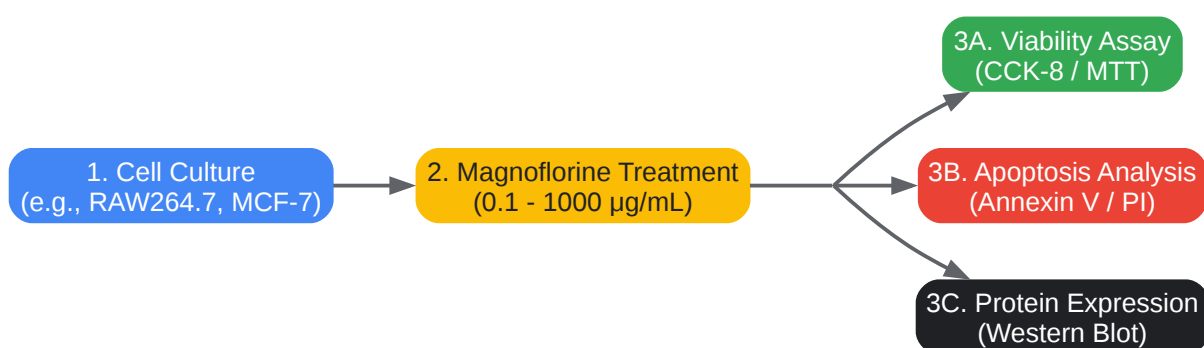 1. Cell Culture
(e.g., RAW264.7, MCF-7)
2. Magnoflorine Treatment
(0.1 - 1000 μg/mL)
3A. Viability Assay
(CCK-8 / MTT)
3B. Apoptosis Analysis
(Annexin V / PI)
3C. Protein Expression
(Western Blot)